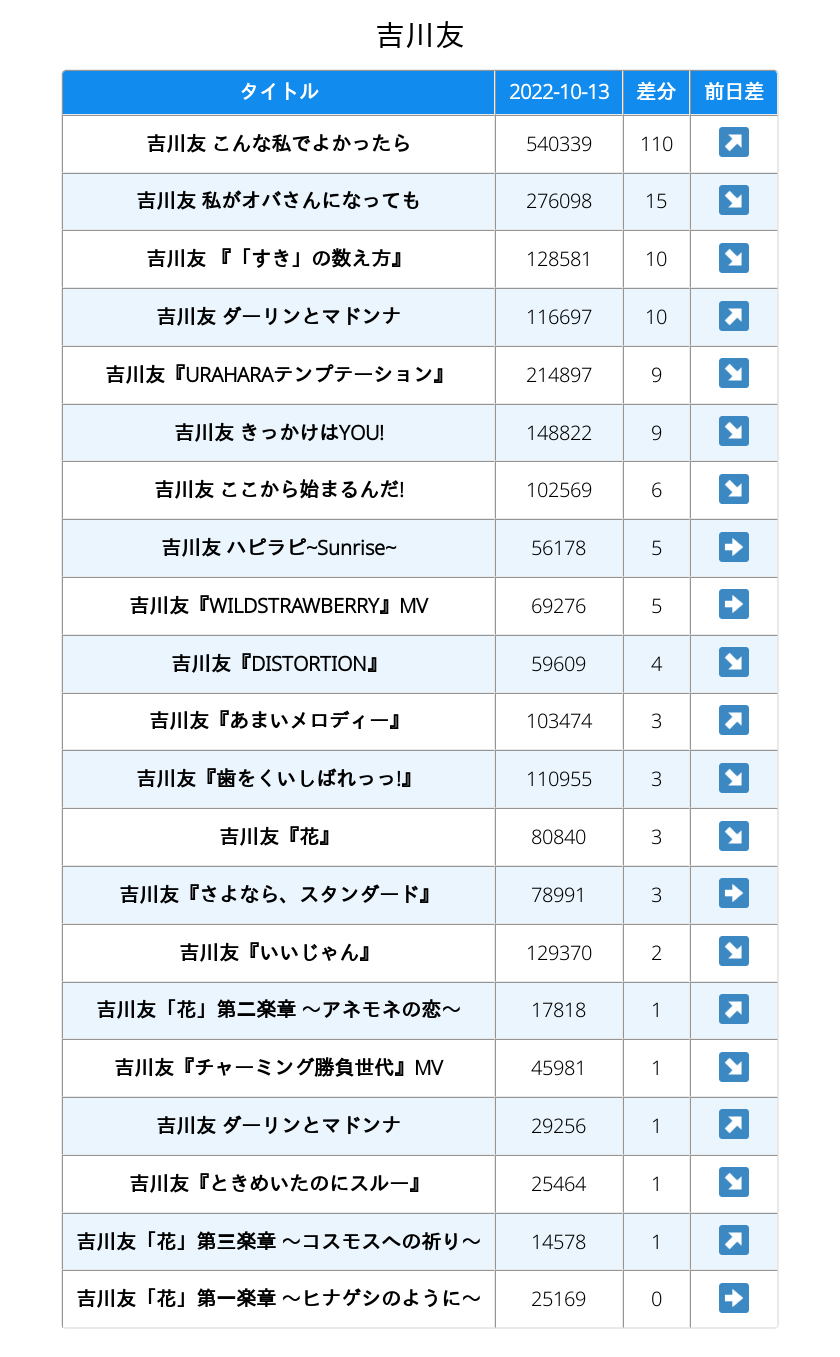 吉川友
タイトル 2022-10-13 差分 前日差
吉川友 こんな私でよかったら 540339 110 ↗
吉川友 私がオバさんになっても 276098 15 ↘
吉川友 『「すき」の数え方』 128581 10 ↘
吉川友 ダーリンとマドンナ 116697 10 ↗
吉川友『URAHARAテンプテーション』 214897 9 ↘
吉川友 きっかけはYOU! 148822 9 ↘
吉川友 ここから始まるんだ! 102569 6 ↘
吉川友 ハピラピ~Sunrise~ 56178 5 →
吉川友『WILDSTRAWBERRY』MV 69276 5 →
吉川友『DISTORTION』 59609 4 ↘
吉川友『あまいメロディー』 103474 3 ↗
吉川友『歯をくいしばれっっ!』 110955 3 ↘
吉川友『花』 80840 3 ↘
吉川友『さよなら、スタンダード』 78991 3 →
吉川友『いいじゃん』 129370 2 ↘
吉川友「花」第二楽章 ～アネモネの恋～ 17818 1 ↗
吉川友『チャーミング勝負世代』MV 45981 1 ↘
吉川友 ダーリンとマドンナ 29256 1 ↗
吉川友『ときめいたのにスルー』 25464 1 ↘
吉川友「花」第三楽章 ～コスモスへの祈り～ 14578 1 ↗
吉川友「花」第一楽章 ～ヒナゲシのように～ 25169 0 →